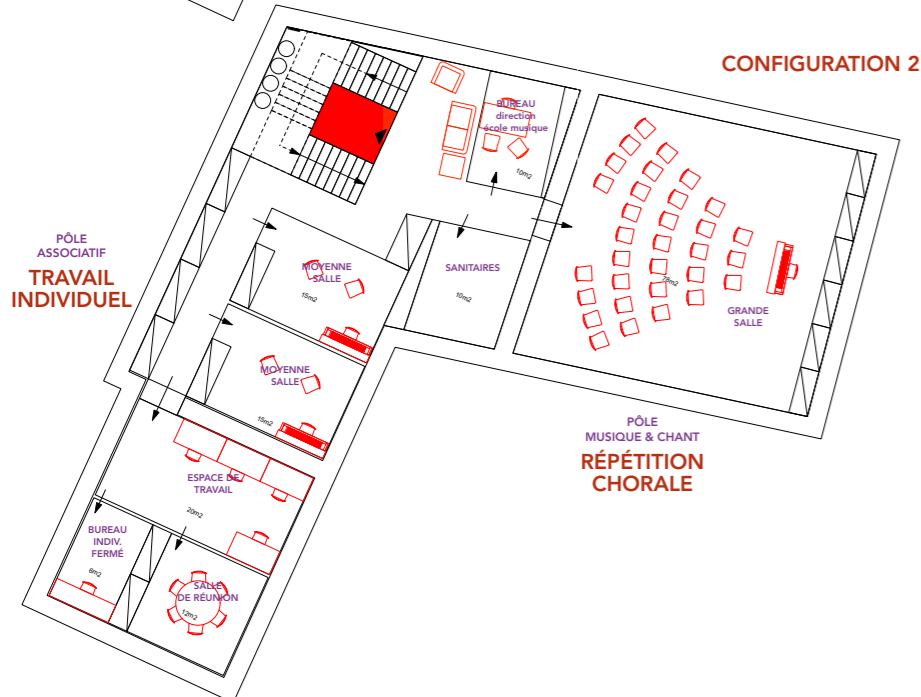 CONFIGURATION 2
BUREAU
direction
école musique
10m2
PÔLE
ASSOCIATIF
TRAVAIL
INDIVIDUEL
MOYENNE
SALLE
15m2
SANITAIRES
10m2
75m2
GRANDE
SALLE
MOYENNE
SALLE
15m2
PÔLE
MUSIQUE & CHANT
RÉPÉTITION
CHORALE
ESPACE DE
TRAVAIL
20m2
BUREAU
INDIV.
FERMÉ
8m2
SALLE
DE RÉUNION
12m2